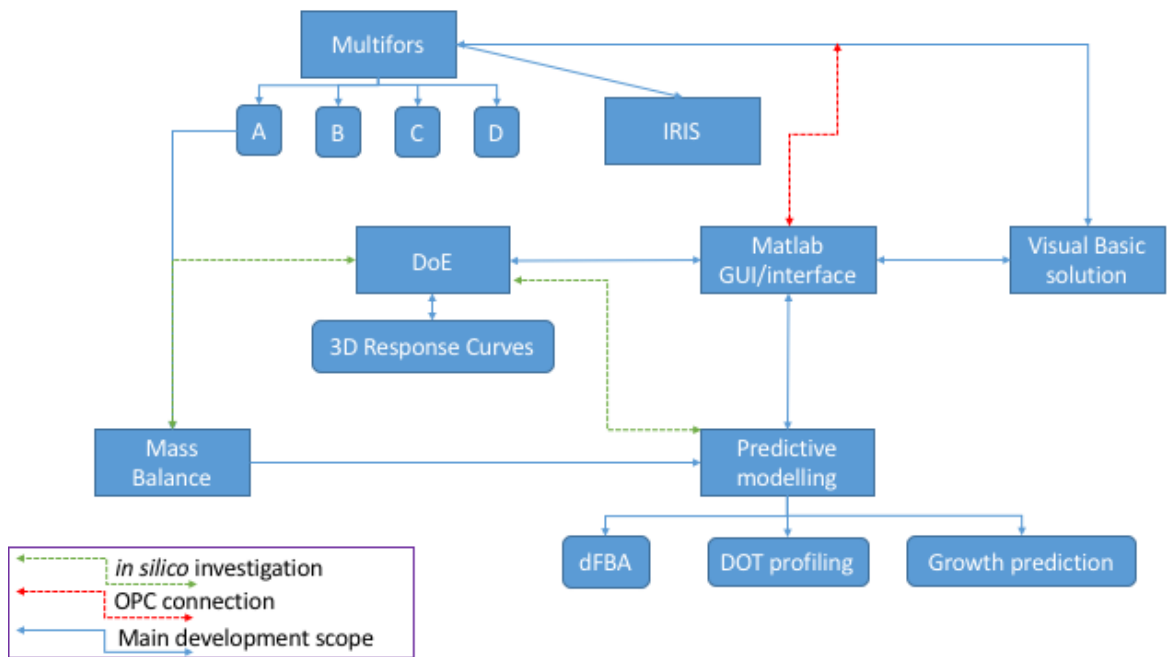 Multifors
A
B
C
D
IRIS
DoE
Matlab
GUI/interface
Visual Basic
solution
3D Response Curves
Mass
Balance
Predictive
modelling
dFBA
DOT profiling
Growth prediction
in silico investigation
OPC connection
Main development scope